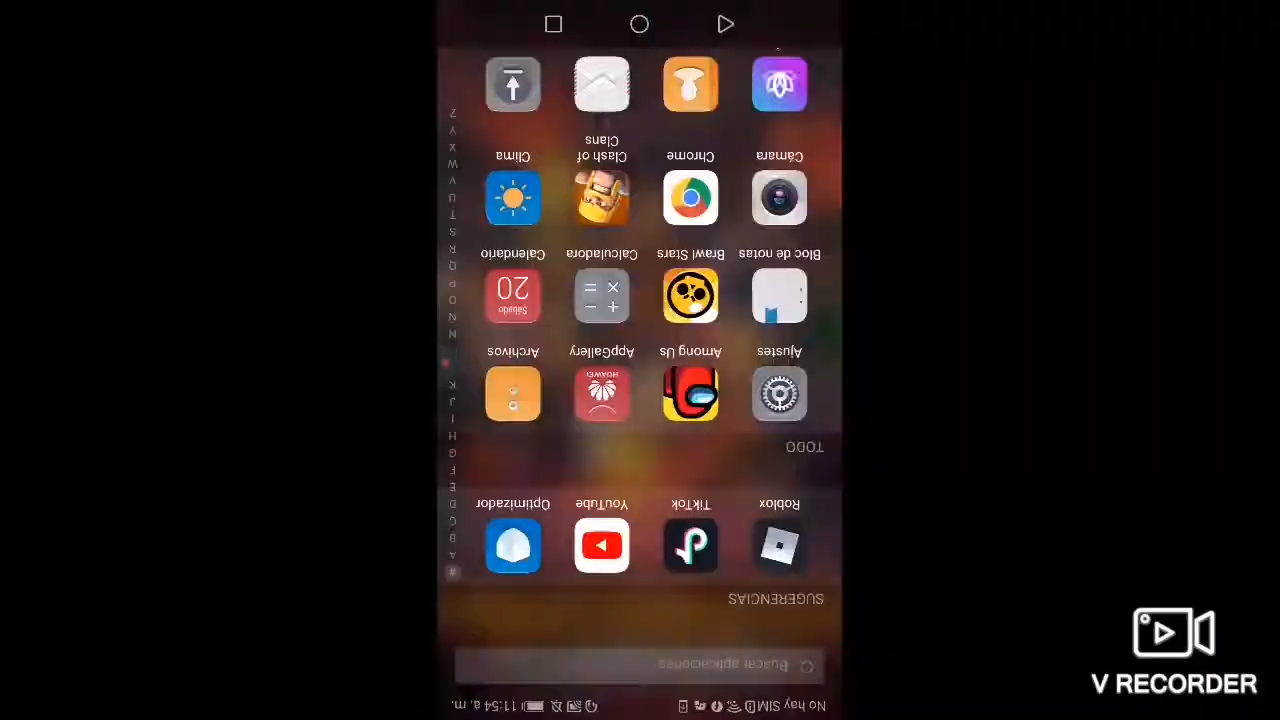 No hay SIM 11:54 a. m.
Buscar aplicaciones
SUGERENCIAS
Roblox TikTok YouTube Optimizador
TODO
HUAWEI
Ajustes Among Us AppGallery Archivos
Sábado
20
Bloc de notas Brawl Stars Calculadora Calendario
Cámara Chrome Clash of Clans Clima
#
A
B
C
D
E
F
G
H
I
J
K
N
Ñ
O
P
Q
R
S
T
U
V
W
X
Y
Z
V RECORDER